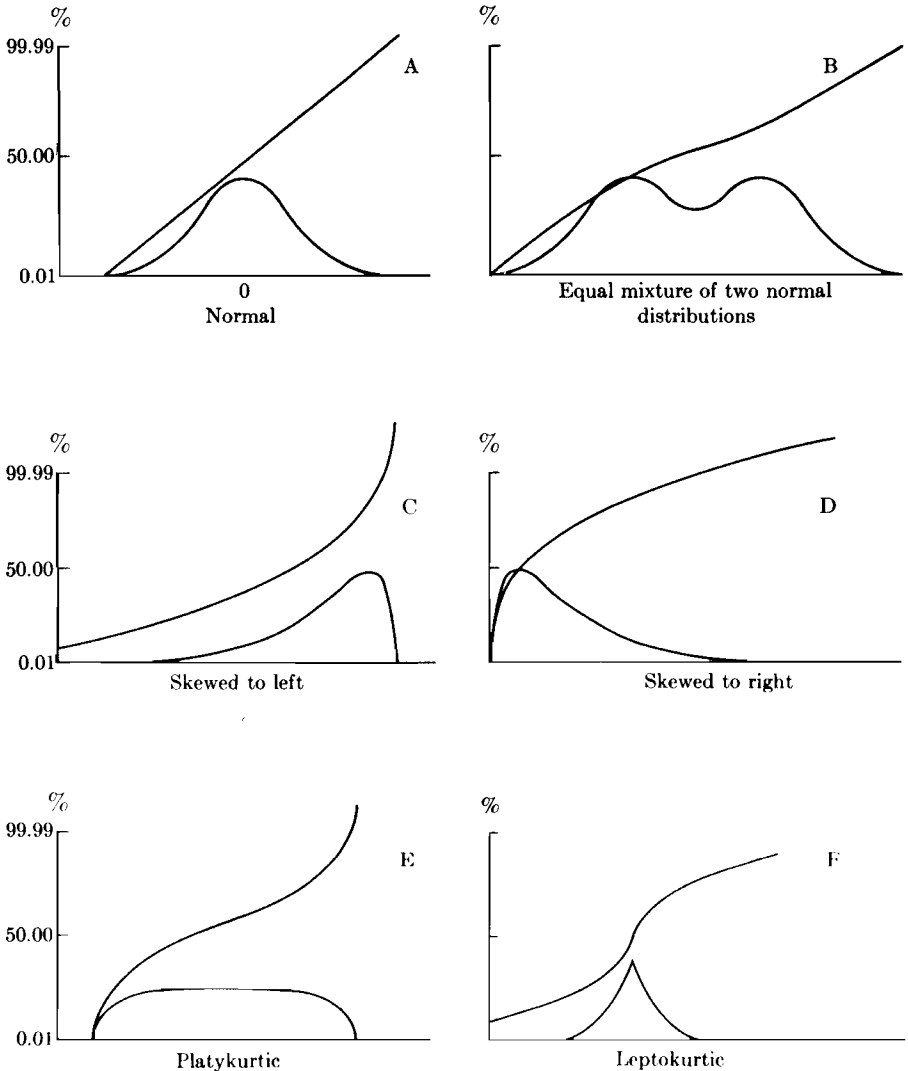 %
99.99
A
50.00
0.01
0
Normal
%
B
Equal mixture of two normal
distributions
%
99.99
C
50.00
0.01
Skewed to left
%
D
Skewed to right
%
99.99
E
50.00
0.01
Platykurtic
%
F
Leptokurtic